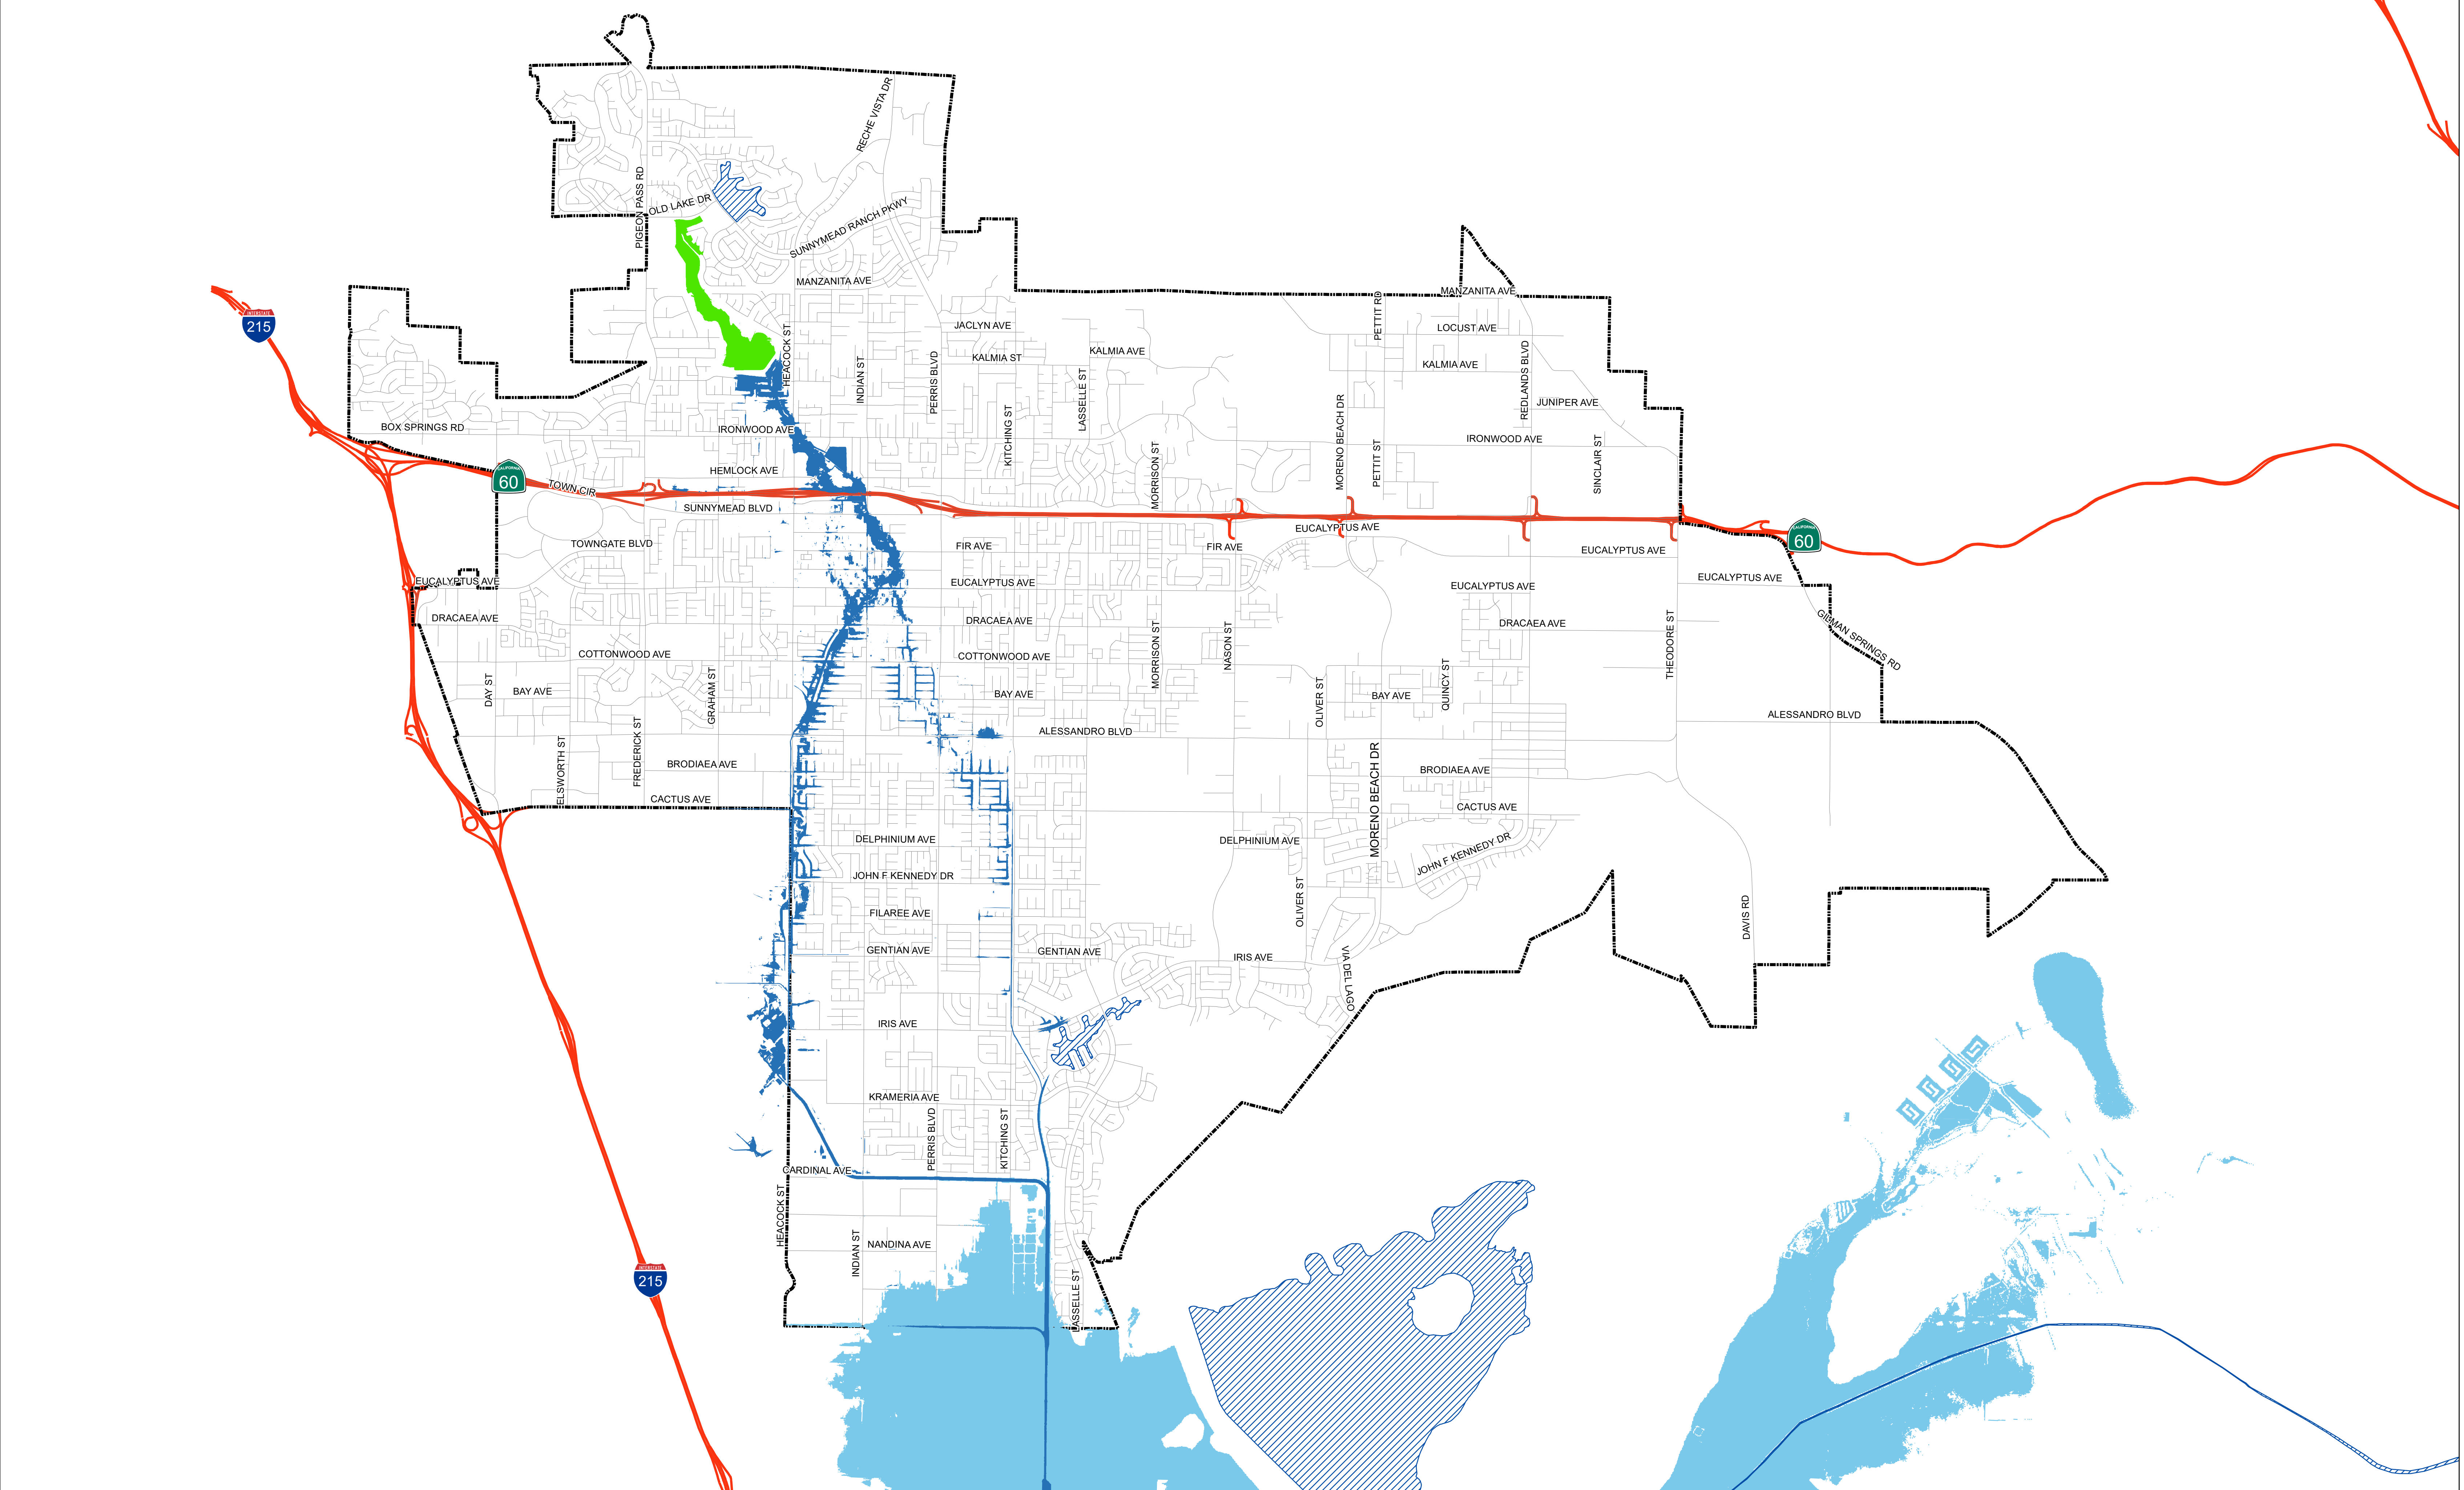 RECHE VISTA DR
PIGEON PASS RD
OLD LAKE DR
SUNNYMEAD RANCH PKWY
MANZANITA AVE
MANZANITA AVE
PETTIT RD
INTERSTATE
215
HEACOCK ST
JACLYN AVE
LOCUST AVE
KALMIA ST
KALMIA AVE
KALMIA AVE
INDIAN ST
PERRIS BLVD
REDLANDS BLVD
LASSELLE ST
KITCHING ST
MORENO BEACH DR
JUNIPER AVE
BOX SPRINGS RD
IRONWOOD AVE
IRONWOOD AVE
PETTIT ST
SINCLAIR ST
MORRISON ST
HEMLOCK AVE
CALIFORNIA
60
TOWN CIR
SUNNYMEAD BLVD
EUCALYPTUS AVE
CALIFORNIA
60
TOWNGATE BLVD
FIR AVE
FIR AVE
EUCALYPTUS AVE
EUCALYPTUS AVE
EUCALYPTUS AVE
EUCALYPTUS AVE
EUCALYPTUS AVE
DRACAEA AVE
DRACAEA AVE
DRACAEA AVE
GILMAN SPRINGS RD
THEODORE ST
NASON ST
MORRISON ST
COTTONWOOD AVE
COTTONWOOD AVE
DAY ST
BAY AVE
GRAHAM ST
BAY AVE
OLIVER ST
BAY AVE
QUINCY ST
ALESSANDRO BLVD
ALESSANDRO BLVD
ELSWORTH ST
FREDERICK ST
BRODIAEA AVE
BRODIAEA AVE
MORENO BEACH DR
CACTUS AVE
CACTUS AVE
DELPHINIUM AVE
DELPHINIUM AVE
JOHN F KENNEDY DR
JOHN F KENNEDY DR
OLIVER ST
FILAREE AVE
DAVIS RD
GENTIAN AVE
GENTIAN AVE
IRIS AVE
VIA DEL LAGO
IRIS AVE
KRAMERIA AVE
PERRIS BLVD
KITCHING ST
CARDINAL AVE
HEACOCK ST
INDIAN ST
NANDINA AVE
INTERSTATE
215
LASSELLE ST